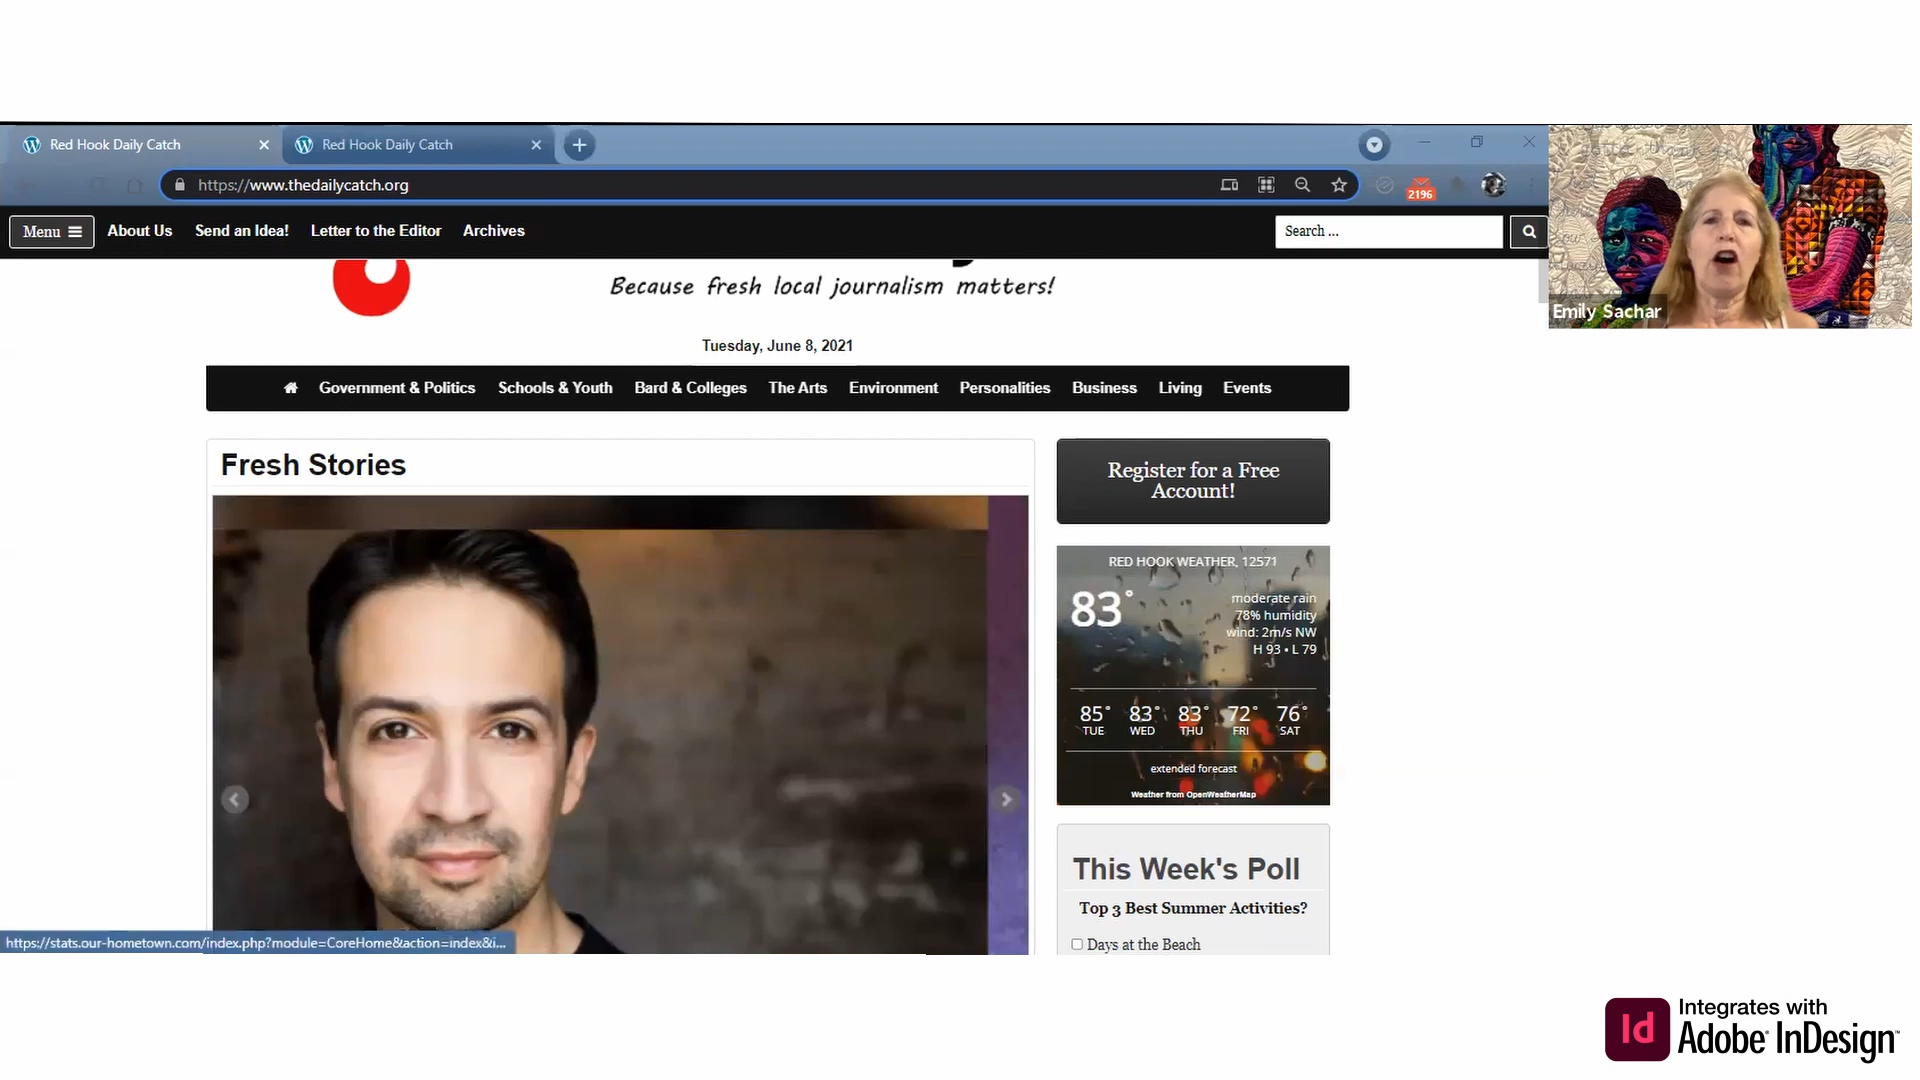 Red Hook Daily Catch
Red Hook Daily Catch
https://www.thedailycatch.org
2196
Menu
About Us
Send an Idea!
Letter to the Editor
Archives
Search ...
Emily Sachar
Because fresh local journalism matters!
Tuesday, June 8, 2021
Government & Politics
Schools & Youth
Bard & Colleges
The Arts
Environment
Personalities
Business
Living
Events
Fresh Stories
Register for a Free
Account!
RED HOOK WEATHER, 12571
83°
moderate rain
78% humidity
wind: 2m/s NW
H 93 • L 79
85° 83° 83° 72° 76°
TUE WED THU FRI SAT
extended forecast
Weather from OpenWeatherMap
This Week's Poll
Top 3 Best Summer Activities?
Days at the Beach
https://stats.our-hometown.com/index.php?module=CoreHome&action=index&i...
Id
Integrates with
Adobe® InDesign™